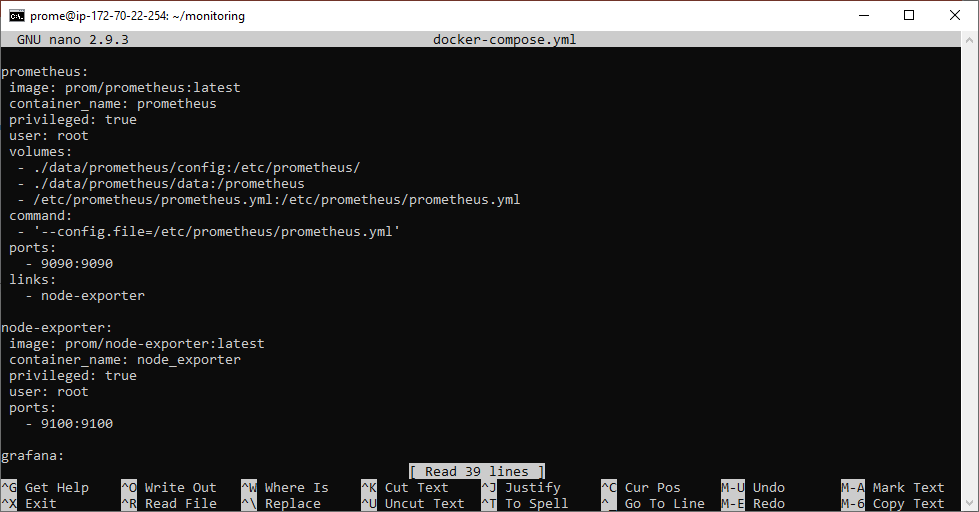 prome@ip-172-70-22-254: ~/monitoring
GNU nano 2.9.3 docker-compose.yml
prometheus:
 image: prom/prometheus:latest
 container_name: prometheus
 privileged: true
 user: root
 volumes:
  - ./data/prometheus/config:/etc/prometheus/
  - ./data/prometheus/data:/prometheus
  - /etc/prometheus/prometheus.yml:/etc/prometheus/prometheus.yml
 command:
  - '--config.file=/etc/prometheus/prometheus.yml'
 ports:
   - 9090:9090
 links:
   - node-exporter
node-exporter:
 image: prom/node-exporter:latest
 container_name: node_exporter
 privileged: true
 user: root
 ports:
   - 9100:9100
grafana:
[ Read 39 lines ]
^G Get Help ^O Write Out ^W Where Is ^K Cut Text ^J Justify ^C Cur Pos M-U Undo M-A Mark Text
^X Exit ^R Read File ^\ Replace ^U Uncut Text ^T To Spell ^_ Go To Line M-E Redo M-6 Copy Text